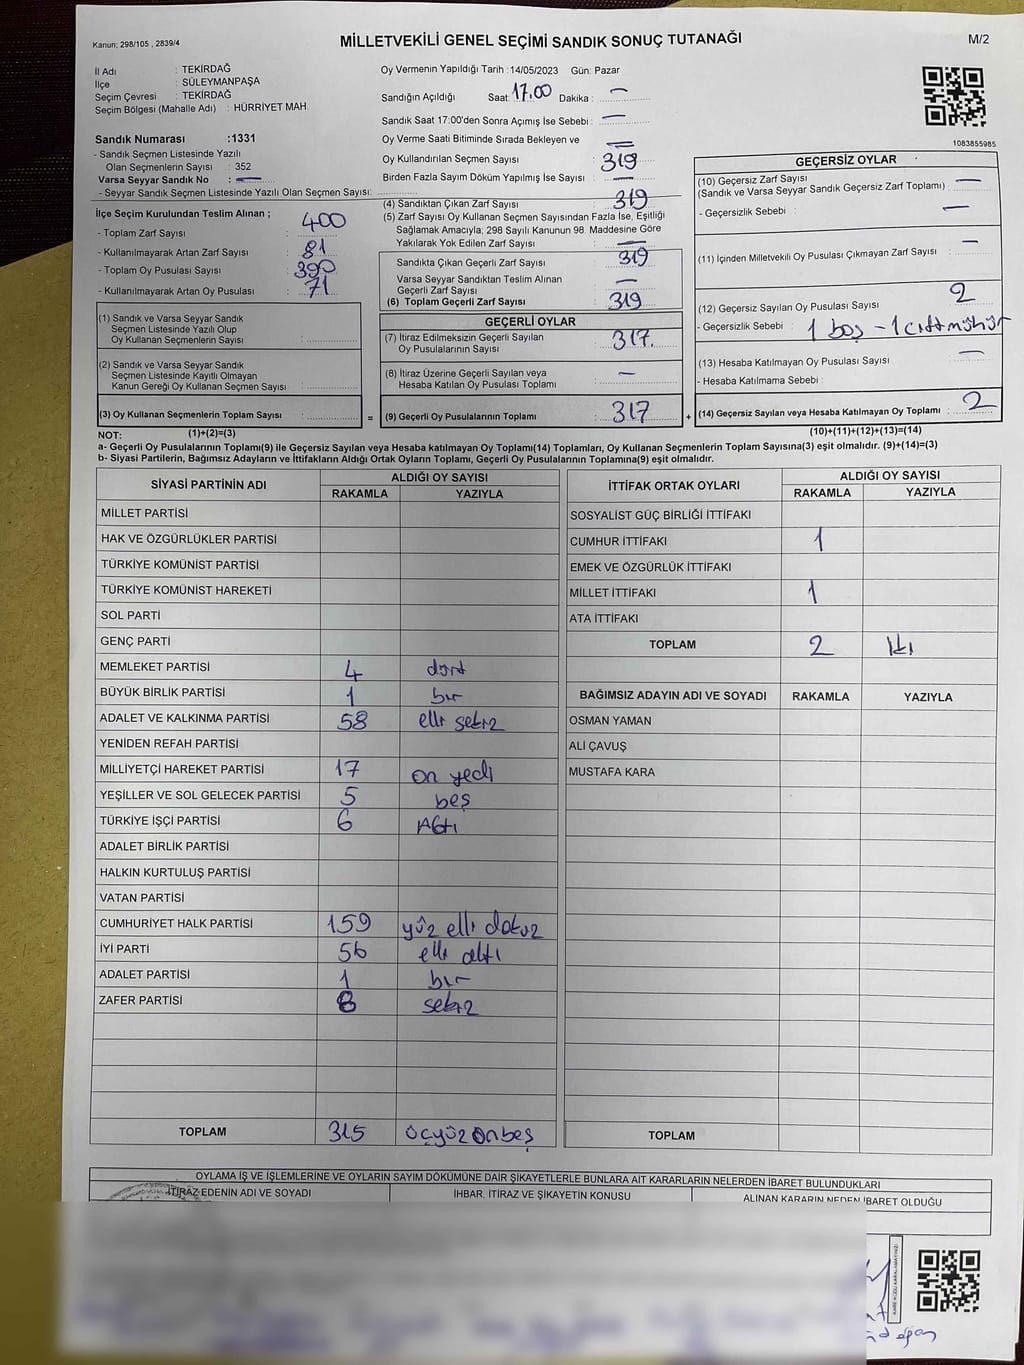 Kanun; 298/105 , 2839/4
MİLLETVEKİLİ GENEL SEÇİMİ SANDIK SONUÇ TUTANAĞI
M/2
İl Adı : TEKİRDAĞ
İlçe : SÜLEYMANPAŞA
Seçim Çevresi : TEKİRDAĞ
Seçim Bölgesi (Mahalle Adı) : HÜRRİYET MAH.
Sandık Numarası :1331
- Sandık Seçmen Listesinde Yazılı
Olan Seçmenlerin Sayısı : 352
Varsa Seyyar Sandık No : —
- Seyyar Sandık Seçmen Listesinde Yazılı Olan Seçmen Sayısı:
Oy Vermenin Yapıldığı Tarih :14/05/2023 Gün: Pazar
Sandığın Açıldığı Saat: 17.00 Dakika : —
Sandık Saat 17:00'den Sonra Açımış İse Sebebi : —
Oy Verme Saati Bitiminde Sırada Bekleyen ve —
Oy Kullandırılan Seçmen Sayısı : 319
Birden Fazla Sayım Döküm Yapılmış İse Sayısı : —
1083855985
İlçe Seçim Kurulundan Teslim Alınan ;
- Toplam Zarf Sayısı : 400
- Kullanılmayarak Artan Zarf Sayısı : 81
- Toplam Oy Pusulası Sayısı : 390
- Kullanılmayarak Artan Oy Pusulası : 71
(1) Sandık ve Varsa Seyyar Sandık
Seçmen Listesinde Yazılı Olup
Oy Kullanan Seçmenlerin Sayısı :
(2) Sandık ve Varsa Seyyar Sandık
Seçmen Listesinde Kayıtlı Olmayan
Kanun Gereği Oy Kullanan Seçmen Sayısı :
(3) Oy Kullanan Seçmenlerin Toplam Sayısı :
=
(4) Sandıktan Çıkan Zarf Sayısı : 319
(5) Zarf Sayısı Oy Kullanan Seçmen Sayısından Fazla İse, Eşitliği
Sağlamak Amacıyla; 298 Sayılı Kanunun 98. Maddesine Göre
Yakılarak Yok Edilen Zarf Sayısı : —
Sandıkta Çıkan Geçerli Zarf Sayısı : 319
Varsa Seyyar Sandıktan Teslim Alınan
Geçerli Zarf Sayısı : —
(6) Toplam Geçerli Zarf Sayısı : 319
GEÇERLİ OYLAR
(7) İtiraz Edilmeksizin Geçerli Sayılan
Oy Pusulalarının Sayısı : 317.
(8) İtiraz Üzerine Geçerli Sayılan veya
Hesaba Katılan Oy Pusulası Toplamı : —
(9) Geçerli Oy Pusulalarının Toplamı : 317
+
GEÇERSİZ OYLAR
(10) Geçersiz Zarf Sayısı : —
(Sandık ve Varsa Seyyar Sandık Geçersiz Zarf Toplamı)
- Geçersizlik Sebebi : —
(11) İçinden Milletvekili Oy Pusulası Çıkmayan Zarf Sayısı : —
(12) Geçersiz Sayılan Oy Pusulası Sayısı : 2
- Geçersizlik Sebebi : 1 boş - 1 çift mühür
(13) Hesaba Katılmayan Oy Pusulası Sayısı : —
- Hesaba Katılmama Sebebi :
(14) Geçersiz Sayılan veya Hesaba Katılmayan Oy Toplamı : 2
NOT: (1)+(2)=(3)
(10)+(11)+(12)+(13)=(14)
a- Geçerli Oy Pusulalarının Toplamı(9) ile Geçersiz Sayılan veya Hesaba katılmayan Oy Toplamı(14) Toplamları, Oy Kullanan Seçmenlerin Toplam Sayısına(3) eşit olmalıdır. (9)+(14)=(3)
b- Siyasi Partilerin, Bağımsız Adayların ve İttifakların Aldığı Ortak Oyların Toplamı, Geçerli Oy Pusulalarının Toplamına(9) eşit olmalıdır.
SİYASİ PARTİNİN ADI ALDIĞI OY SAYISI
RAKAMLA YAZIYLA
MİLLET PARTİSİ
HAK VE ÖZGÜRLÜKLER PARTİSİ
TÜRKİYE KOMÜNİST PARTİSİ
TÜRKİYE KOMÜNİST HAREKETİ
SOL PARTİ
GENÇ PARTİ
MEMLEKET PARTİSİ 4 dört
BÜYÜK BİRLİK PARTİSİ 1 bir
ADALET VE KALKINMA PARTİSİ 58 elli sekiz
YENİDEN REFAH PARTİSİ
MİLLİYETÇİ HAREKET PARTİSİ 17 on yedi
YEŞİLLER VE SOL GELECEK PARTİSİ 5 beş
TÜRKİYE İŞÇİ PARTİSİ 6 Altı
ADALET BİRLİK PARTİSİ
HALKIN KURTULUŞ PARTİSİ
VATAN PARTİSİ
CUMHURİYET HALK PARTİSİ 159 yüz elli dokuz
İYİ PARTİ 56 elli altı
ADALET PARTİSİ 1 bir
ZAFER PARTİSİ 8 sekiz
TOPLAM 315 üçyüz onbeş
İTTİFAK ORTAK OYLARI ALDIĞI OY SAYISI
RAKAMLA YAZIYLA
SOSYALİST GÜÇ BİRLİĞİ İTTİFAKI
CUMHUR İTTİFAKI 1
EMEK VE ÖZGÜRLÜK İTTİFAKI
MİLLET İTTİFAKI 1
ATA İTTİFAKI
TOPLAM 2 iki
BAĞIMSIZ ADAYIN ADI VE SOYADI RAKAMLA YAZIYLA
OSMAN YAMAN
ALİ ÇAVUŞ
MUSTAFA KARA
TOPLAM
OYLAMA İŞ VE İŞLEMLERİNE VE OYLARIN SAYIM DÖKÜMÜNE DAİR ŞİKAYETLERLE BUNLARA AİT KARARLARIN NELERDEN İBARET BULUNDUKLARI
İTİRAZ EDENİN ADI VE SOYADI İHBAR, İTİRAZ VE ŞİKAYETİN KONUSU ALINAN KARARIN NEDEN İBARET OLDUĞU